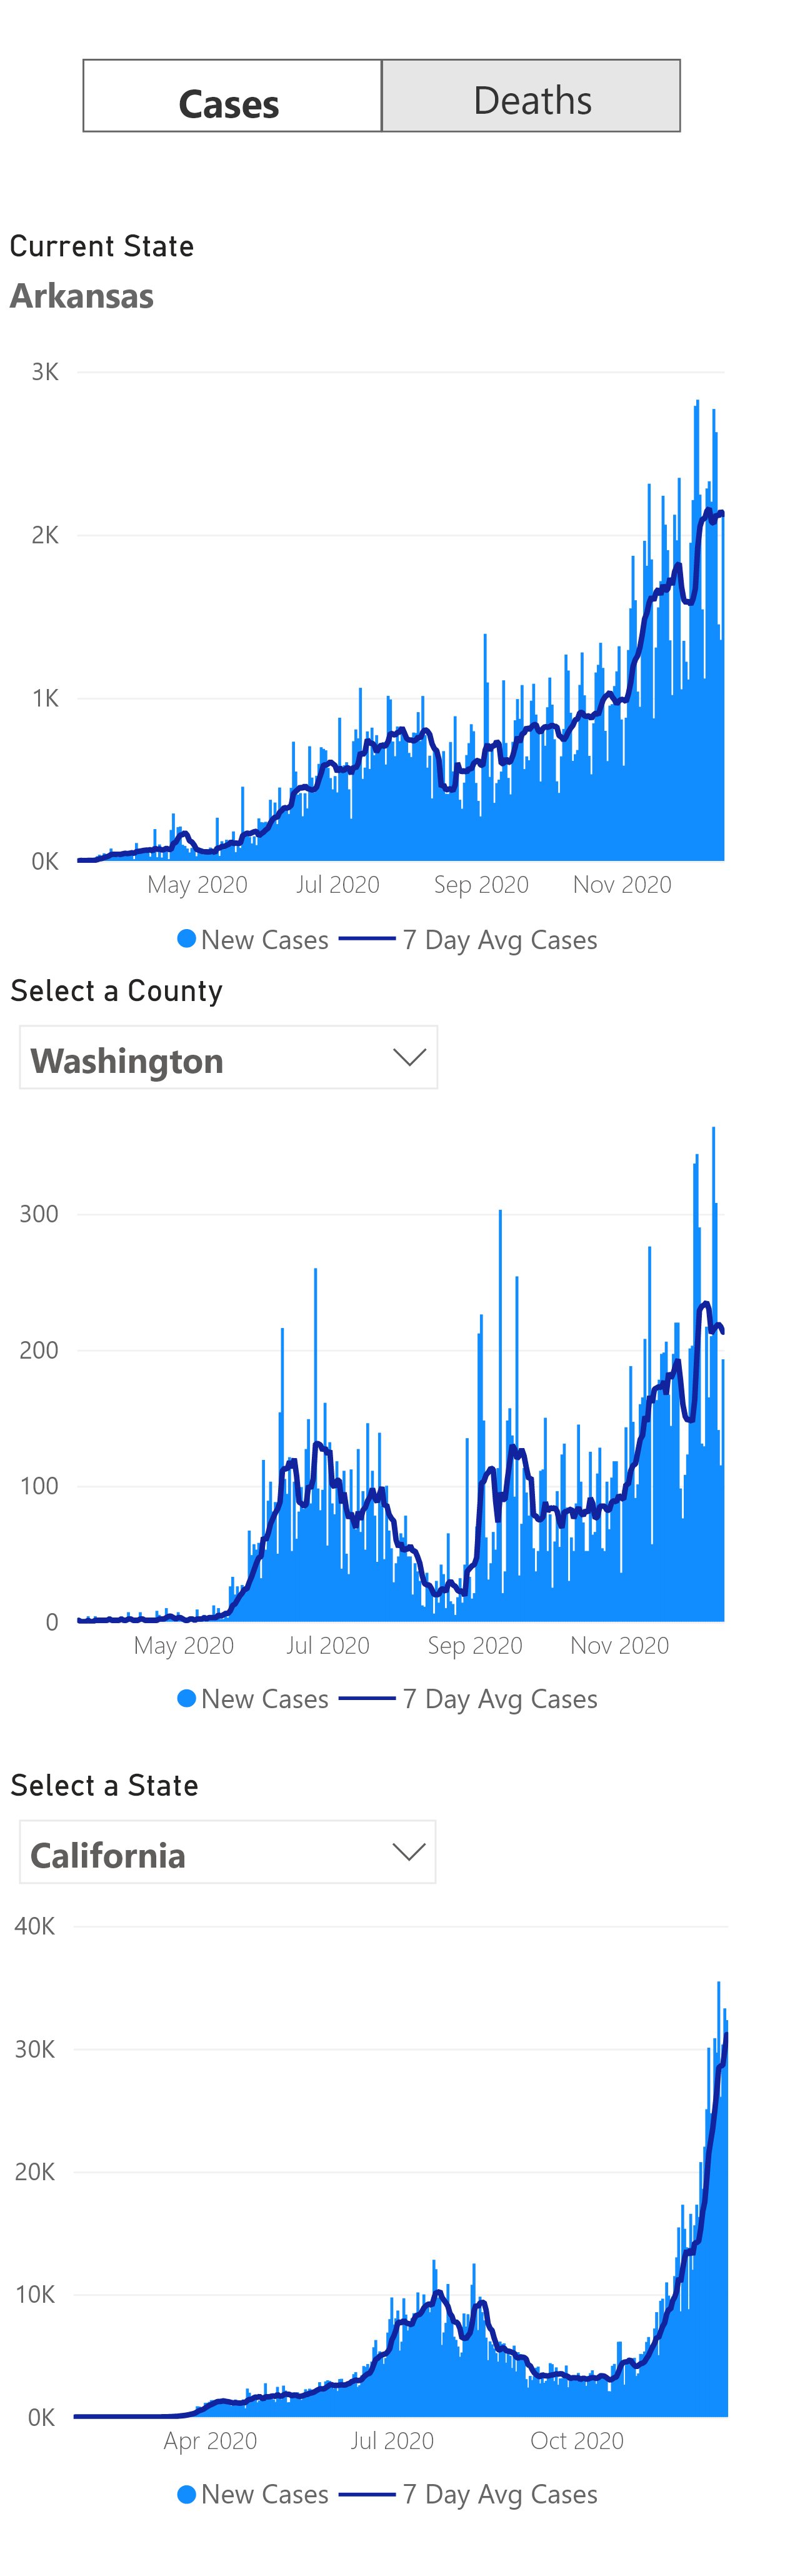 Cases Deaths
Current State
Arkansas
3K
2K
1K
0K
May 2020 Jul 2020 Sep 2020 Nov 2020
New Cases 7 Day Avg Cases
Select a County
Washington
300
200
100
0
May 2020 Jul 2020 Sep 2020 Nov 2020
New Cases 7 Day Avg Cases
Select a State
California
40K
30K
20K
10K
0K
Apr 2020 Jul 2020 Oct 2020
New Cases 7 Day Avg Cases